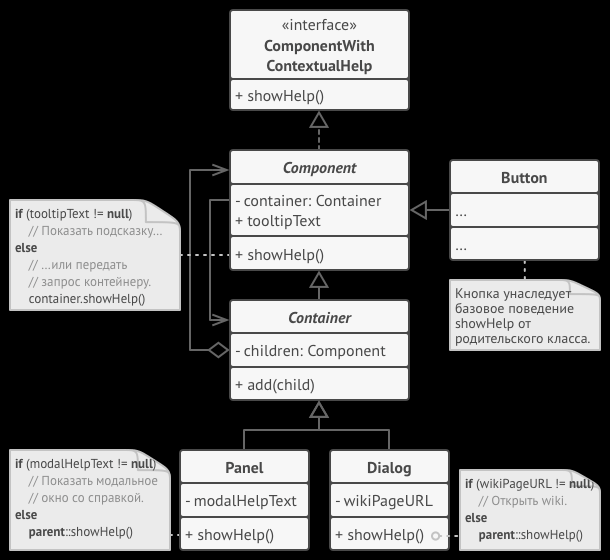 «interface»
ComponentWith
ContextualHelp
+ showHelp()
Component
- container: Container
+ tooltipText
+ showHelp()
Button
...
...
if (tooltipText != null)
// Показать подсказку...
else
// ...или передать
// запрос контейнеру.
container.showHelp()
Кнопка унаследует
базовое поведение
showHelp от
родительского класса.
Container
- children: Component
+ add(child)
if (modalHelpText != null)
// Показать модальное
// окно со справкой.
else
parent::showHelp()
Panel
- modalHelpText
+ showHelp()
Dialog
- wikiPageURL
+ showHelp()
if (wikiPageURL != null)
// Открыть wiki.
else
parent::showHelp()